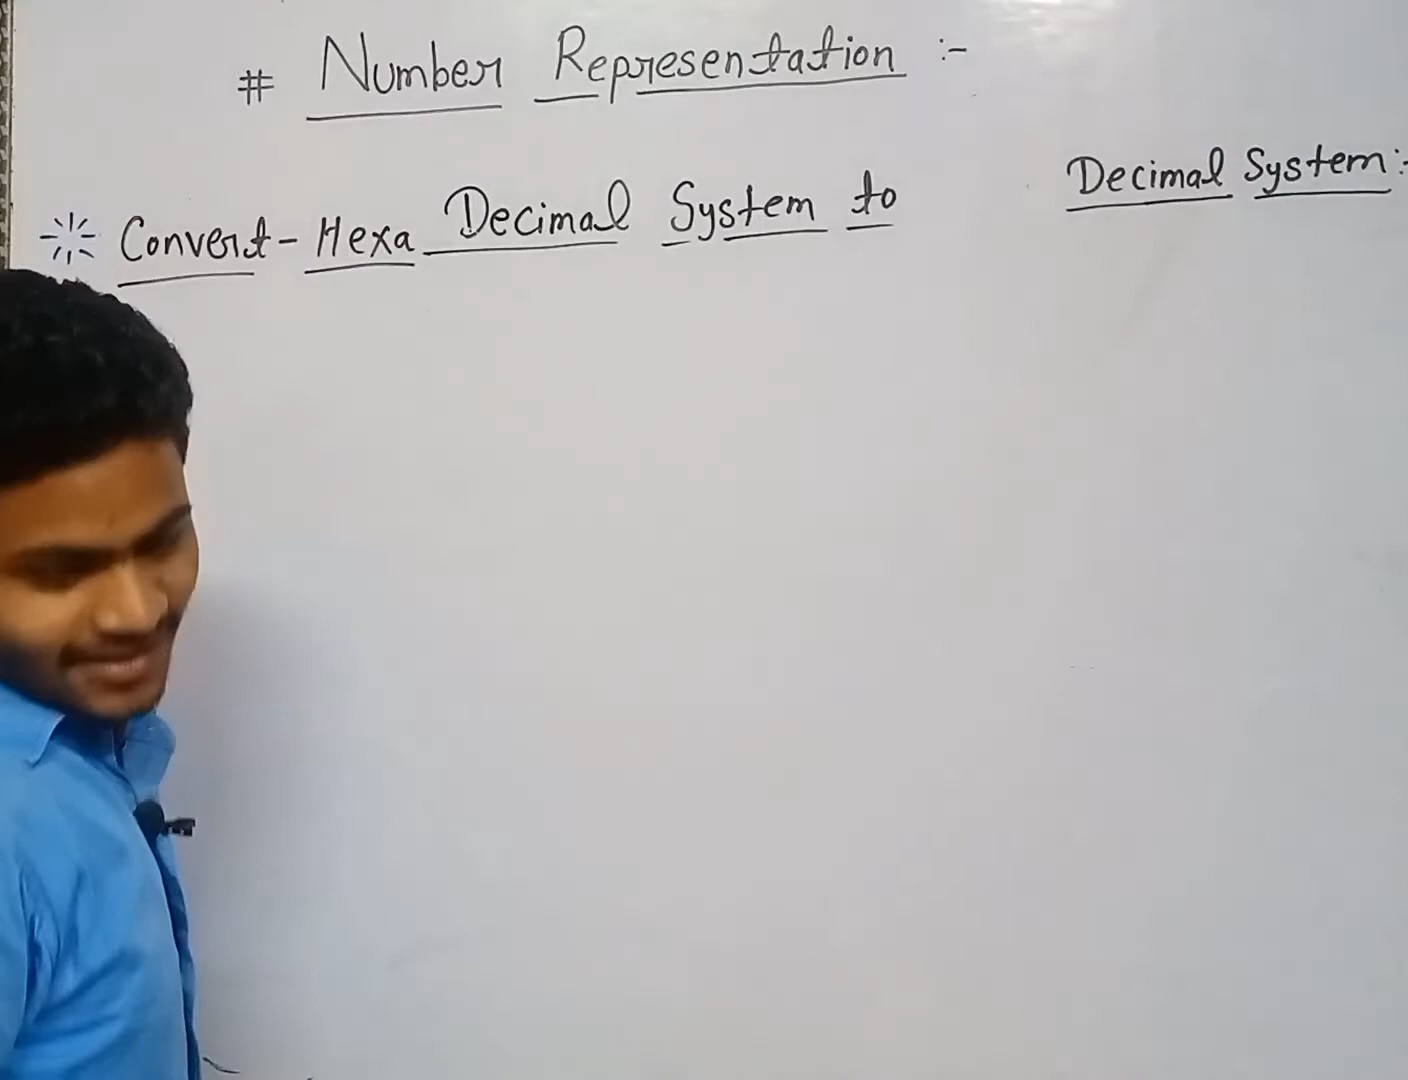 # Number Representation :-
Convert - Hexa Decimal System to Decimal System :-